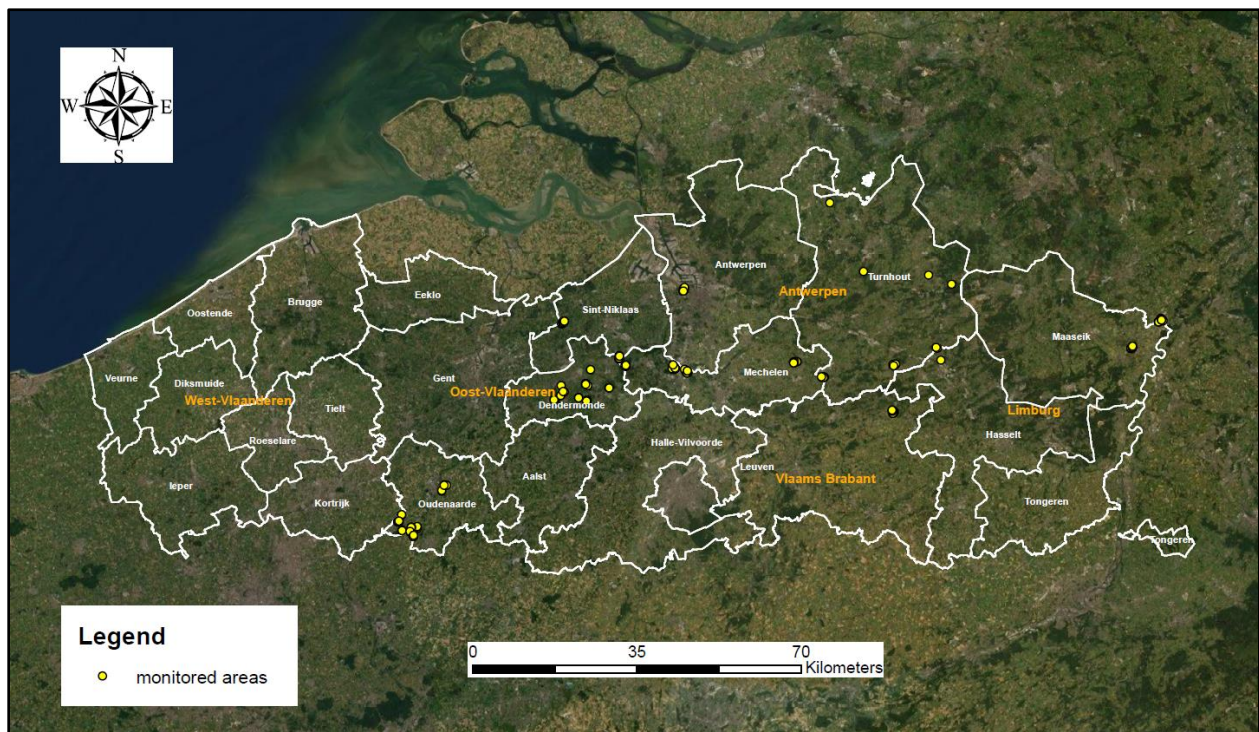 N
W E
S
Antwerpen
Turnhout
Antwerpen
Brugge
Eeklo
Sint-Niklaas
Oostende
Maaseik
Veurne
Diksmuide
Gent
Mechelen
West-Vlaanderen
Oost-Vlaanderen
Tielt
Dendermonde
Limburg
Roeselare
Halle-Vilvoorde
Hasselt
Leuven
Aalst
Vlaams Brabant
Ieper
Kortrijk
Oudenaarde
Tongeren
Tongeren
Legend
monitored areas
0 35 70
Kilometers